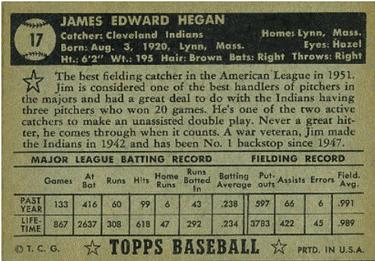 17
JAMES EDWARD HEGAN
Catcher: Cleveland Indians Home: Lynn, Mass.
Born: Aug. 3, 1920, Lynn, Mass. Eyes: Hazel
Ht.: 6'2" Wt.: 195 Hair: Brown Bats: Right Throws: Right
The best fielding catcher in the American League in 1951.
Jim is considered one of the best handlers of pitchers in
the majors and had a great deal to do with the Indians having
three pitchers who won 20 games. He's one of the two active
catchers to make an unassisted double play. Never a great hit-
ter, he comes through when it counts. A war veteran, Jim made
the Indians in 1942 and has been No. 1 backstop since 1947.
MAJOR LEAGUE BATTING RECORD FIELDING RECORD
Games At Bat Runs Hits Home Runs Runs Batted In Batting Average Put-outs Assists Errors Field. Avg.
PAST YEAR 133 416 60 99 6 43 .238 597 66 6 .991
LIFE-TIME 867 2637 308 618 47 292 .234 3783 422 45 .989
© T. C. G. TOPPS BASEBALL PRTD. IN U.S.A.